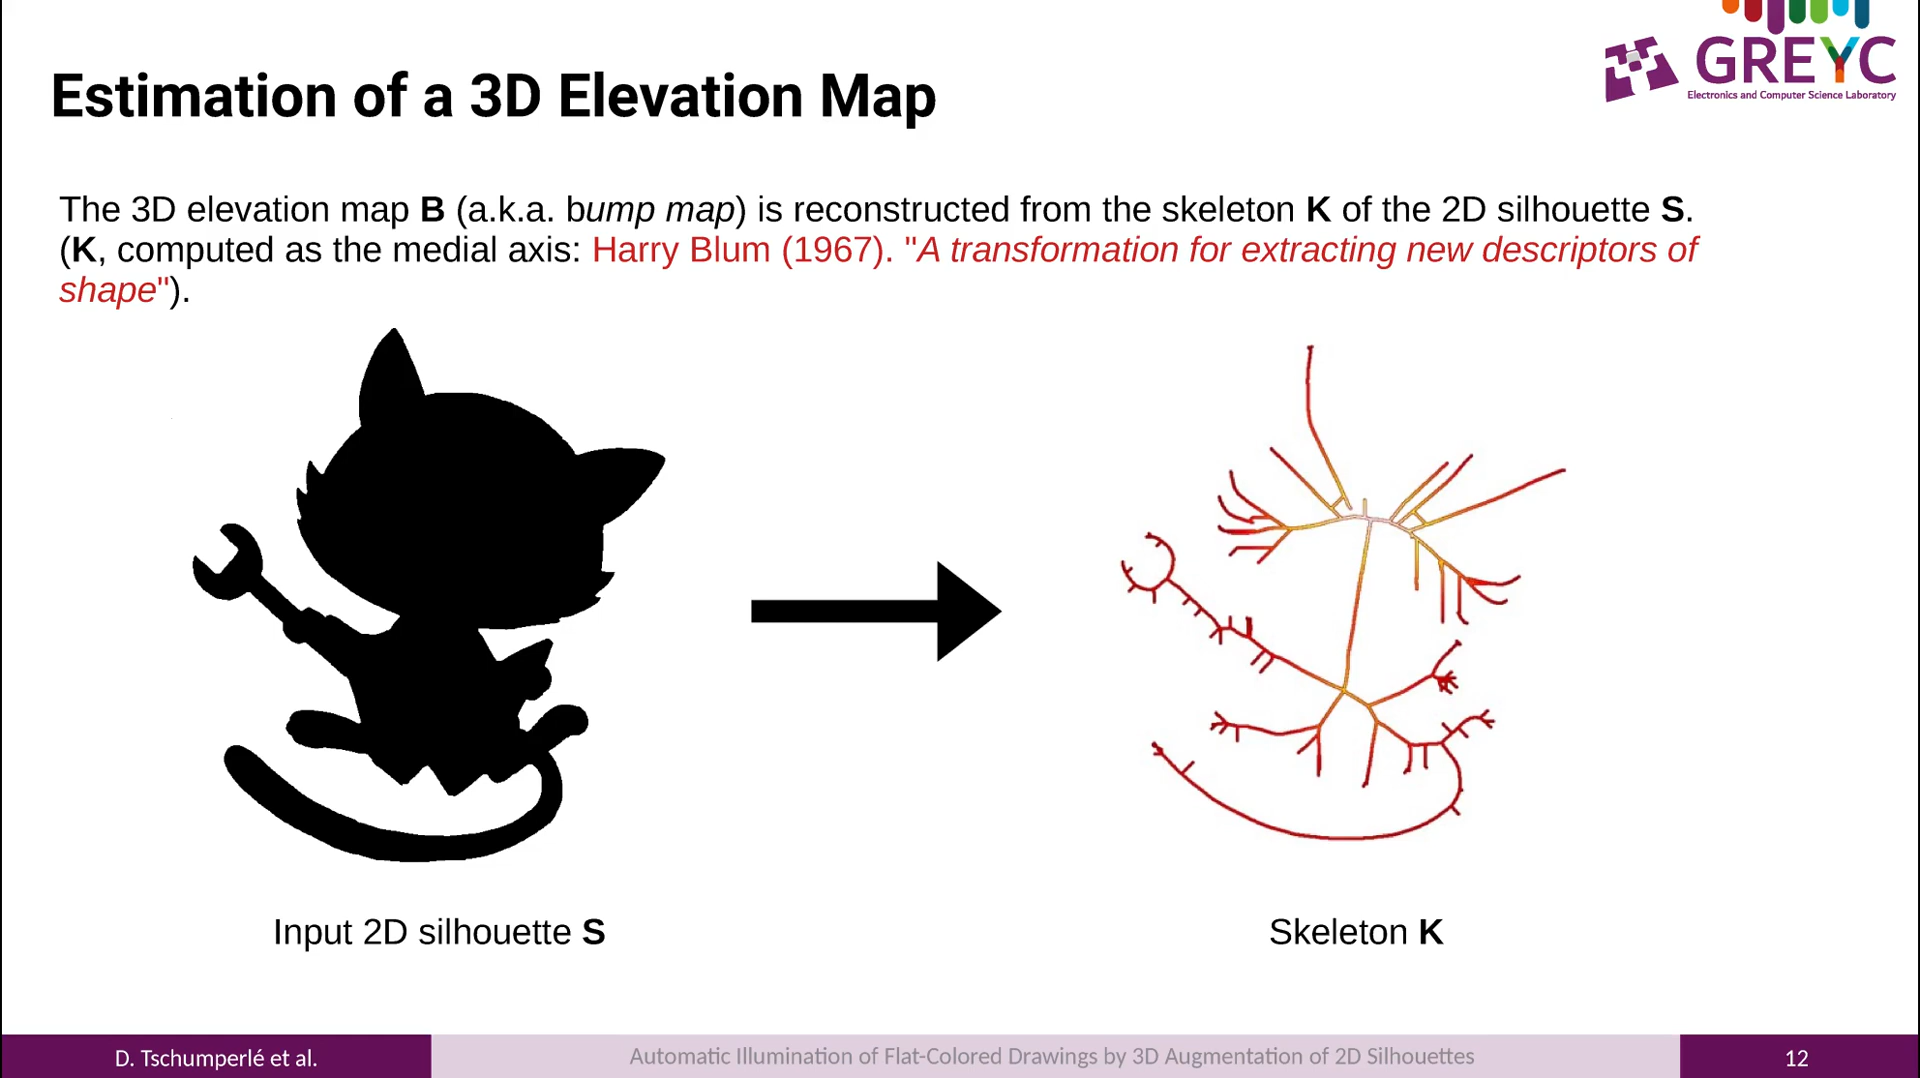 GREYC
Electronics and Computer Science Laboratory
Estimation of a 3D Elevation Map
The 3D elevation map B (a.k.a. bump map) is reconstructed from the skeleton K of the 2D silhouette S.
(K, computed as the medial axis: Harry Blum (1967). "A transformation for extracting new descriptors of
shape").
Input 2D silhouette S
Skeleton K
D. Tschumperlé et al.
Automatic Illumination of Flat-Colored Drawings by 3D Augmentation of 2D Silhouettes
12